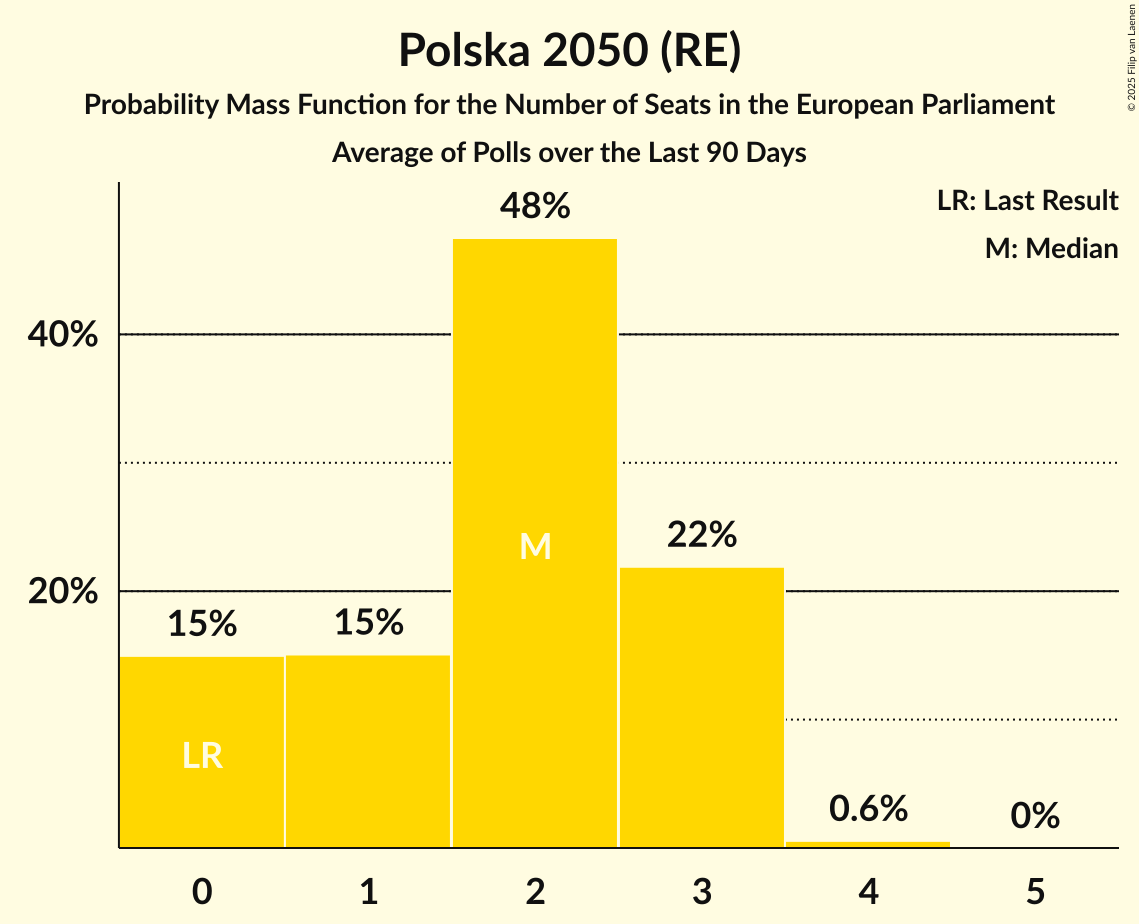 Polska 2050 (RE)
Probability Mass Function for the Number of Seats in the European Parliament
Average of Polls over the Last 90 Days
© 2025 Filip van Laenen
LR: Last Result
M: Median
48%
40%
22%
20%
15%
15%
M
LR
0.6%
0%
0 1 2 3 4 5